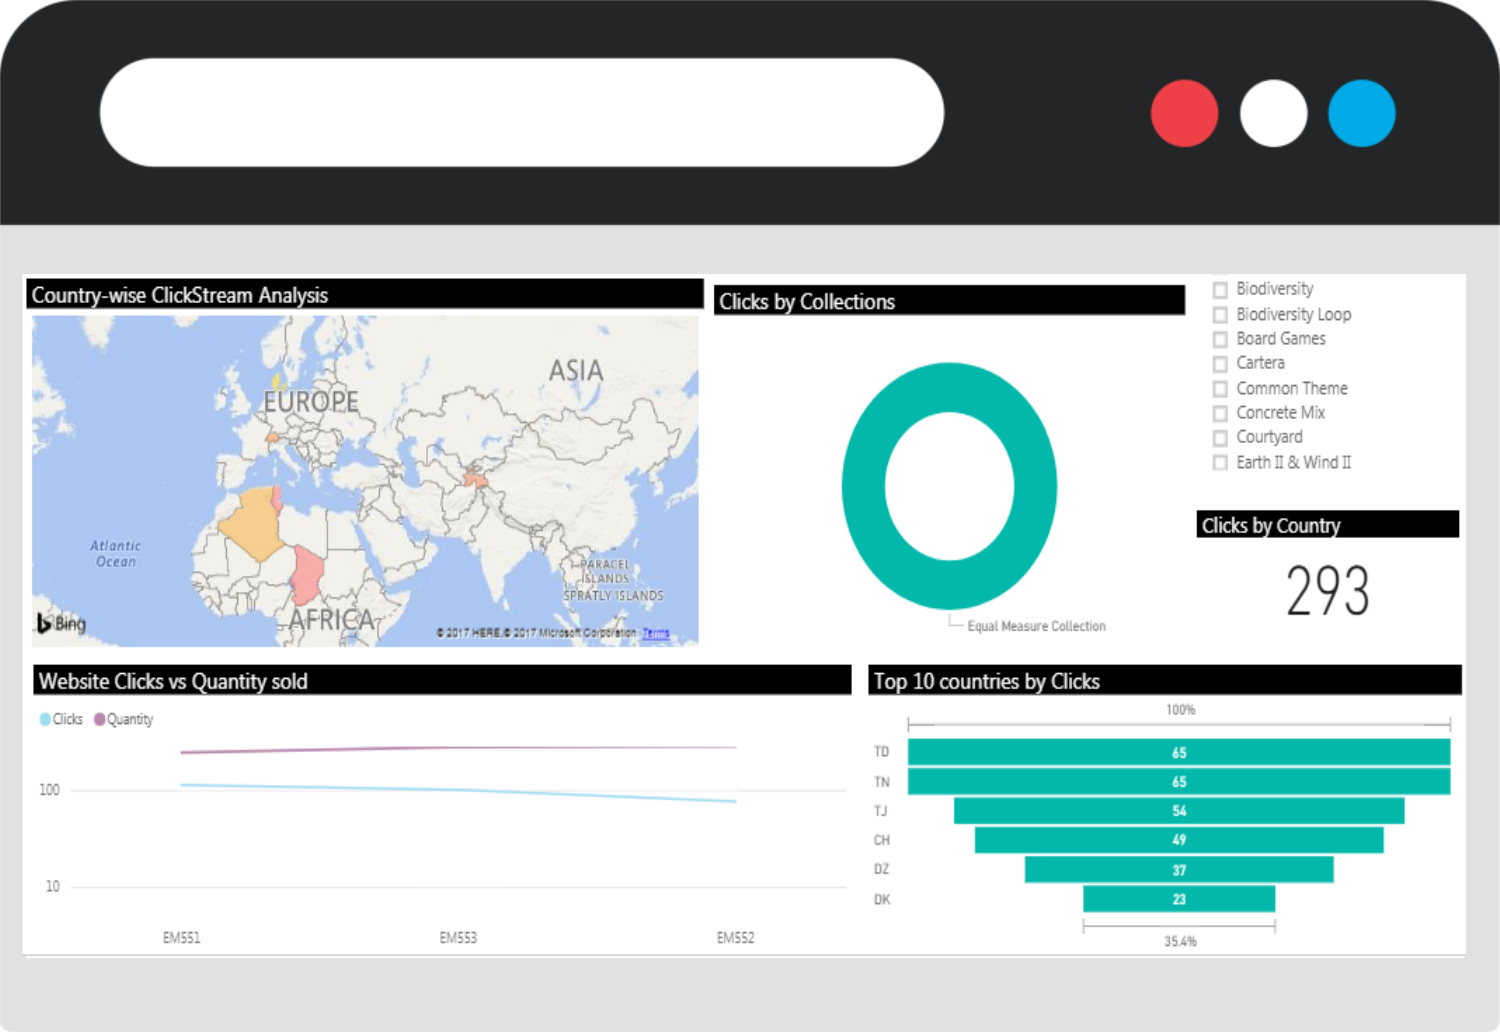 Country-wise ClickStream Analysis
EUROPE
ASIA
Atlantic
Ocean
PARACEL
ISLANDS
SPRATLY ISLANDS
AFRICA
Bing
© 2017 HERE, © 2017 Microsoft Corporation Terms
Clicks by Collections
Equal Measure Collection
Biodiversity
Biodiversity Loop
Board Games
Cartera
Common Theme
Concrete Mix
Courtyard
Earth II & Wind II
Clicks by Country
293
Website Clicks vs Quantity sold
Clicks Quantity
100
10
EM551 EM553 EM552
Top 10 countries by Clicks
100%
TD 65
TN 65
TJ 54
CH 49
DZ 37
DK 23
35.4%